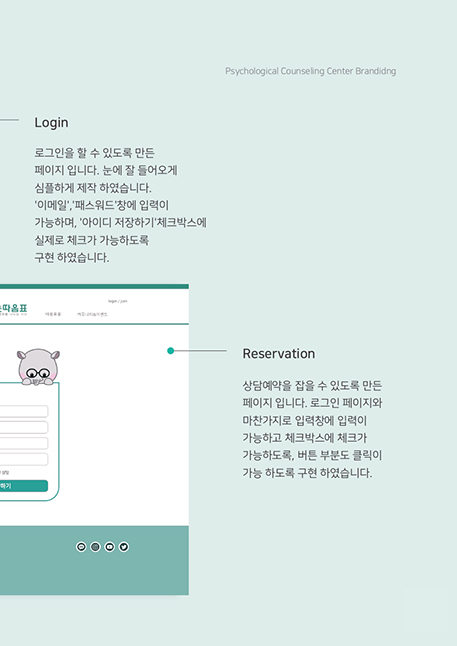 Psychological Counseling Center Brandidng
Login
로그인을 할 수 있도록 만든
페이지 입니다. 눈에 잘 들어오게
심플하게 제작 하였습니다.
'이메일','패스워드'창에 입력이
가능하며, '아이디 저장하기'체크박스에
실제로 체크가 가능하도록
구현 하였습니다.
login / join
따옴표
Reservation
상담예약을 잡을 수 있도록 만든
페이지 입니다. 로그인 페이지와
마찬가지로 입력창에 입력이
가능하고 체크박스에 체크가
가능하도록, 버튼 부분도 클릭이
가능 하도록 구현 하였습니다.
하기